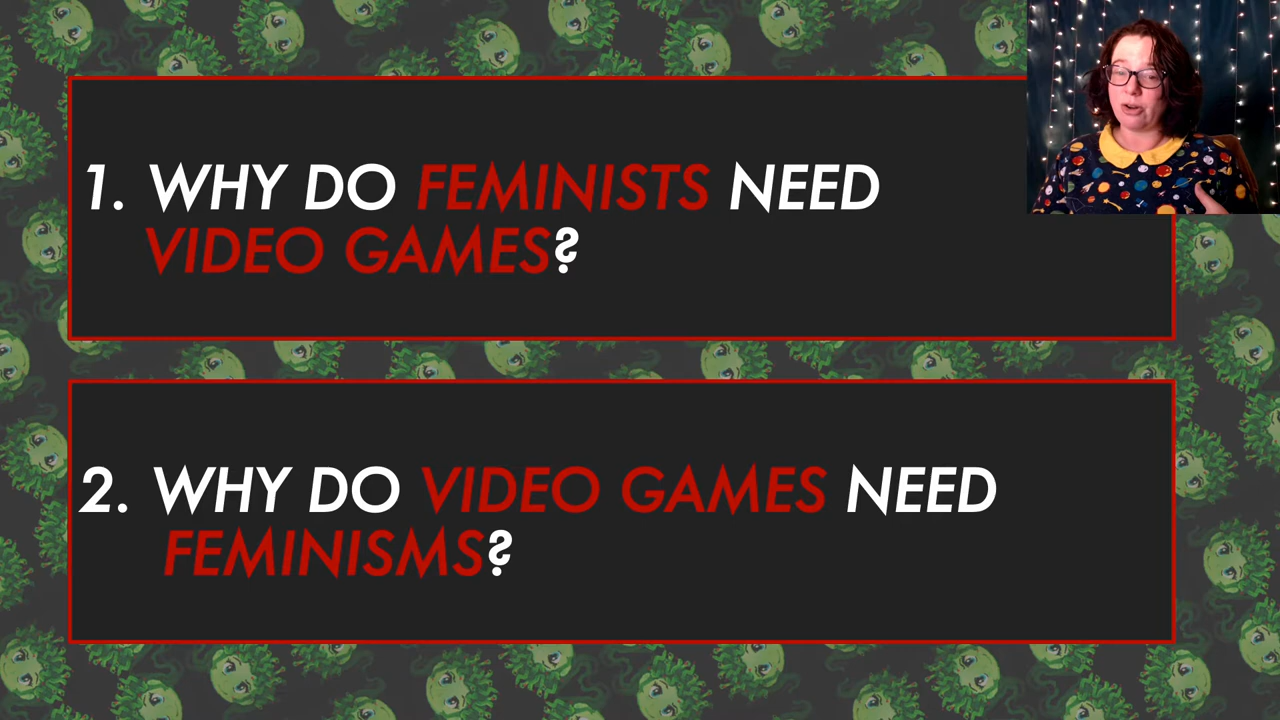 1. WHY DO FEMINISTS NEED
VIDEO GAMES?
2. WHY DO VIDEO GAMES NEED
FEMINISMS?